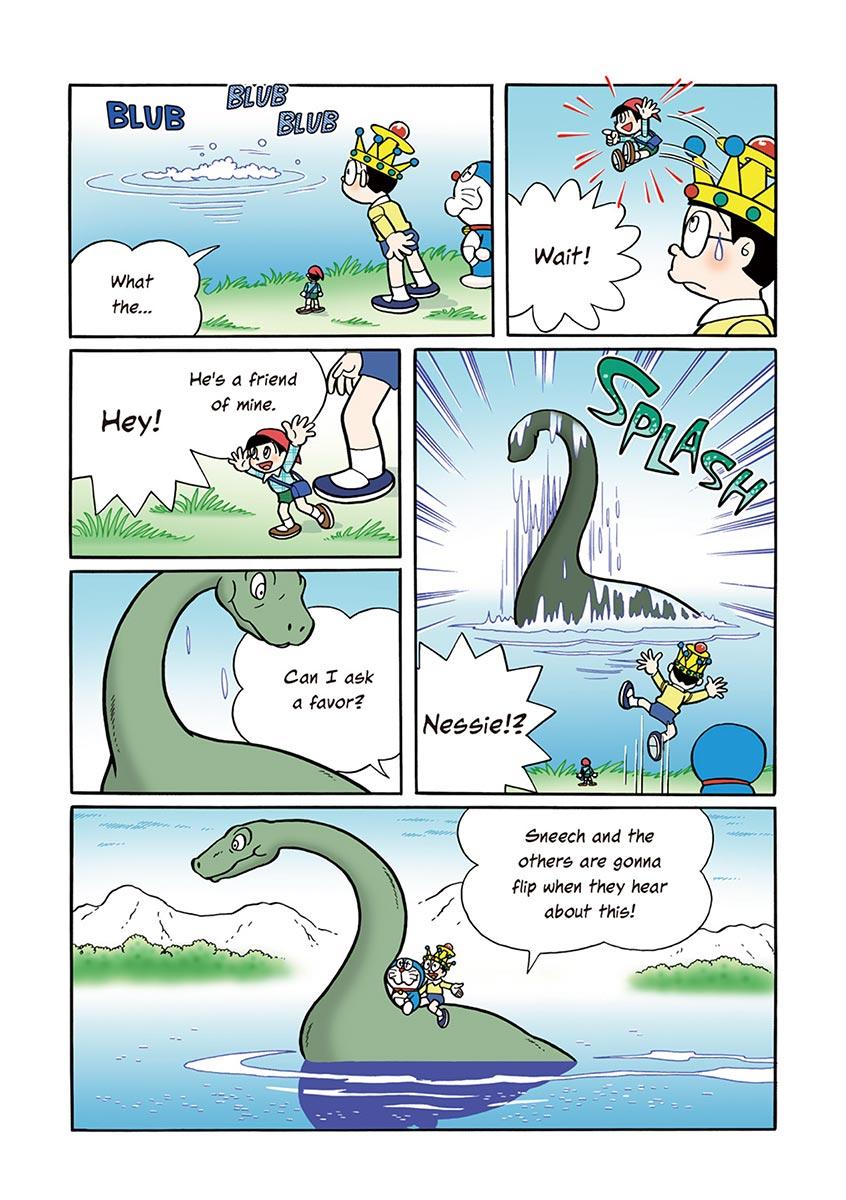 BLUB
BLUB
BLUB
What
the...
Wait!
Hey!
He's a friend
of mine.
SPLASH
Nessie!?
Can I ask
a favor?
Sneech and the
others are gonna
flip when they hear
about this!